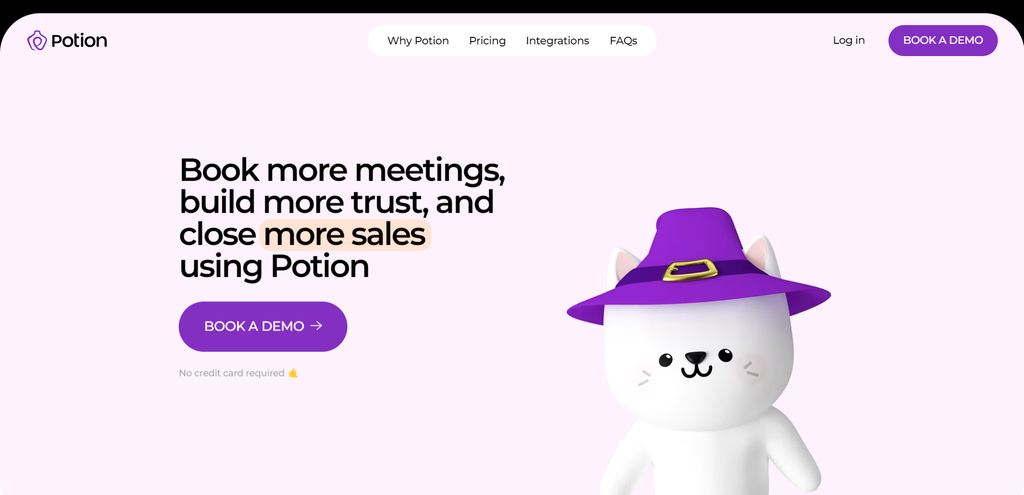 Potion
Why Potion
Pricing
Integrations
FAQs
Log in
BOOK A DEMO
Book more meetings,
build more trust, and
close more sales
using Potion
BOOK A DEMO →
No credit card required 🤙